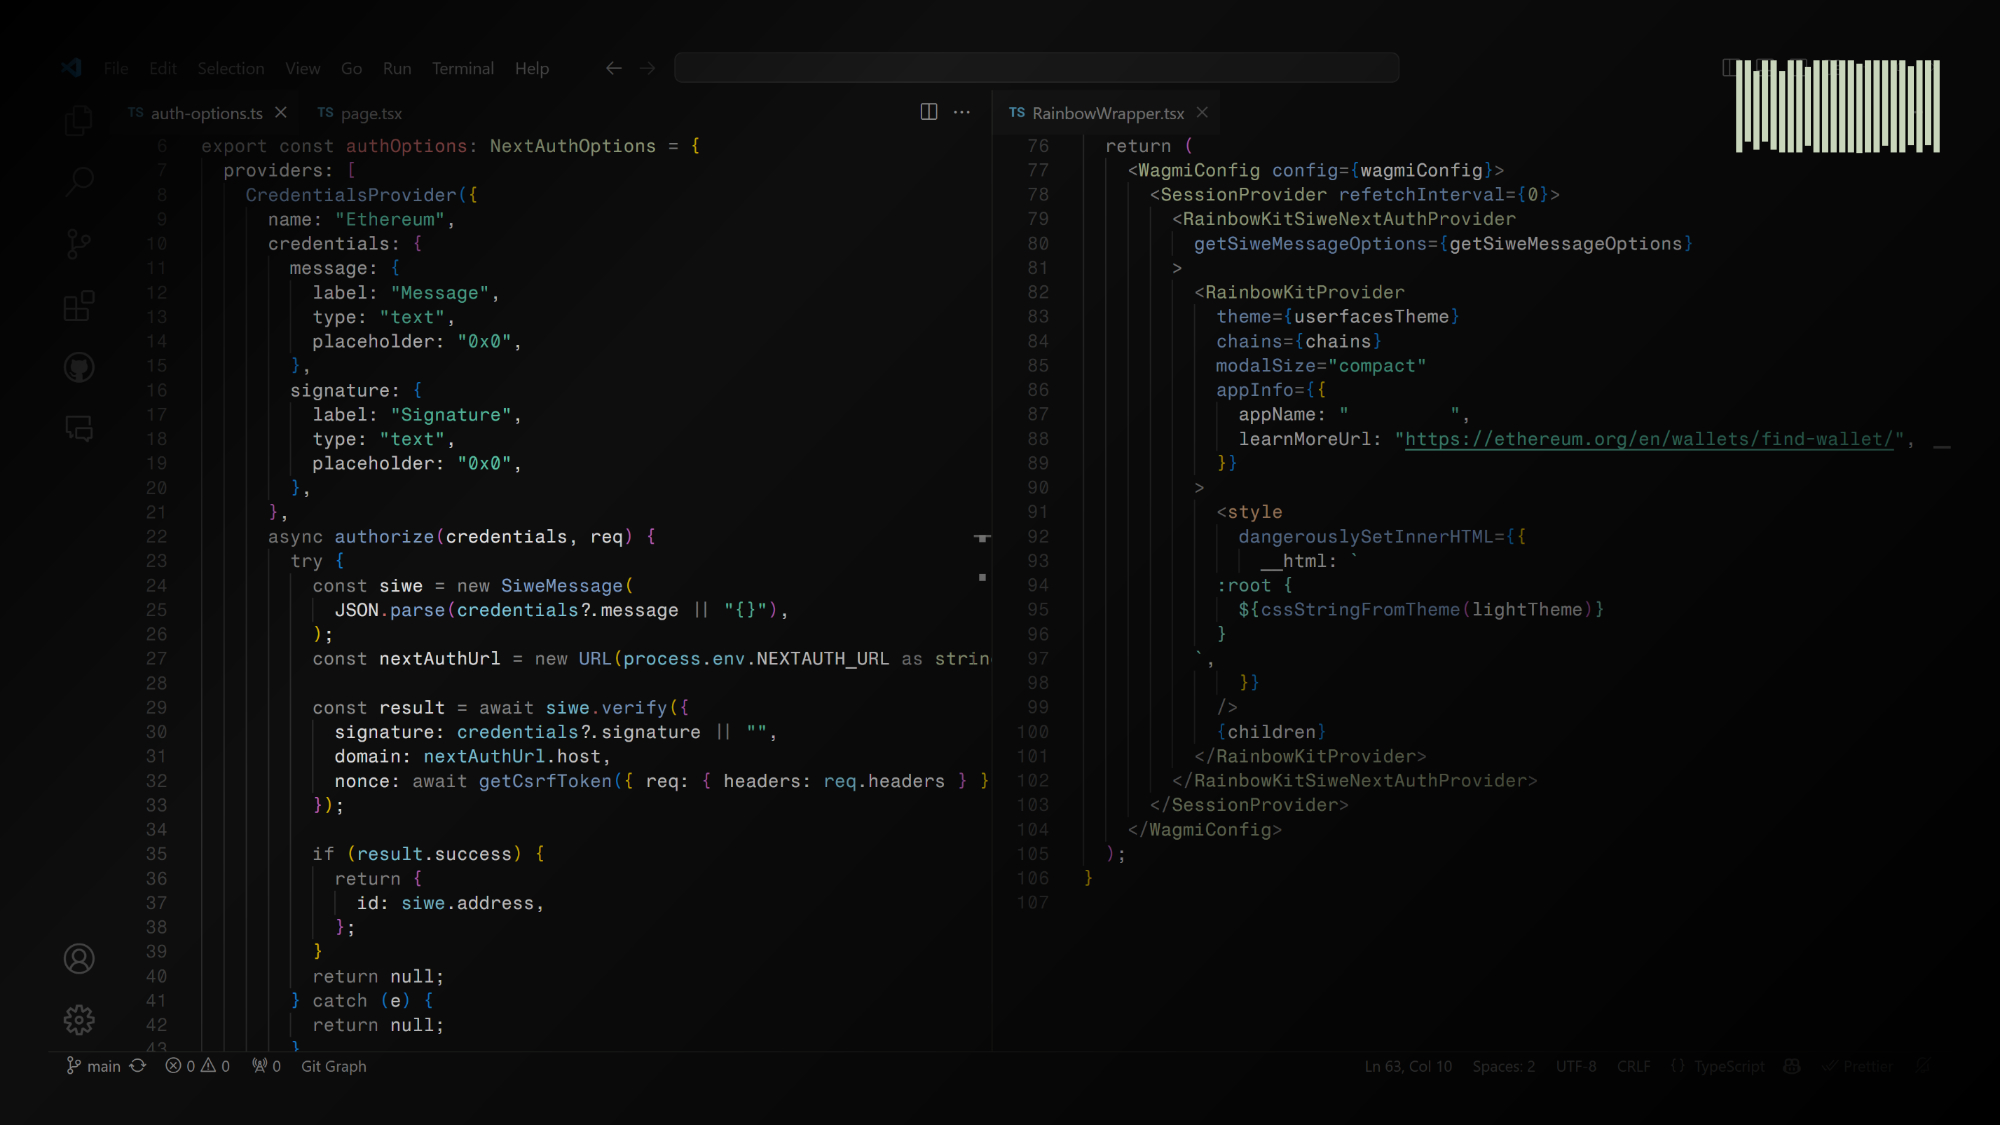 File Edit Selection View Go Run Terminal Help
TS auth-options.ts
TS page.tsx
6 export const authOptions: NextAuthOptions = {
7 providers: [
8 CredentialsProvider({
9 name: "Ethereum",
10 credentials: {
11 message: {
12 label: "Message",
13 type: "text",
14 placeholder: "0x0",
15 },
16 signature: {
17 label: "Signature",
18 type: "text",
19 placeholder: "0x0",
20 },
21 },
22 async authorize(credentials, req) {
23 try {
24 const siwe = new SiweMessage(
25 JSON.parse(credentials?.message || "{}"),
26 );
27 const nextAuthUrl = new URL(process.env.NEXTAUTH_URL as strin
28
29 const result = await siwe.verify({
30 signature: credentials?.signature || "",
31 domain: nextAuthUrl.host,
32 nonce: await getCsrfToken({ req: { headers: req.headers } }
33 });
34
35 if (result.success) {
36 return {
37 id: siwe.address,
38 };
39 }
40 return null;
41 } catch (e) {
42 return null;
43 }
TS RainbowWrapper.tsx
76 return (
77 <WagmiConfig config={wagmiConfig}>
78 <SessionProvider refetchInterval={0}>
79 <RainbowKitSiweNextAuthProvider
80 getSiweMessageOptions={getSiweMessageOptions}
81 >
82 <RainbowKitProvider
83 theme={userfacesTheme}
84 chains={chains}
85 modalSize="compact"
86 appInfo={{
87 appName: " ",
88 learnMoreUrl: "https://ethereum.org/en/wallets/find-wallet/",
89 }}
90 >
91 <style
92 dangerouslySetInnerHTML={{
93 __html: `
94 :root {
95 ${cssStringFromTheme(lightTheme)}
96 }
97 `,
98 }}
99 />
100 {children}
101 </RainbowKitProvider>
102 </RainbowKitSiweNextAuthProvider>
103 </SessionProvider>
104 </WagmiConfig>
105 );
106 }
107
main 0 0 0 Git Graph
Ln 63, Col 10 Spaces: 2 UTF-8 CRLF {} TypeScript Prettier